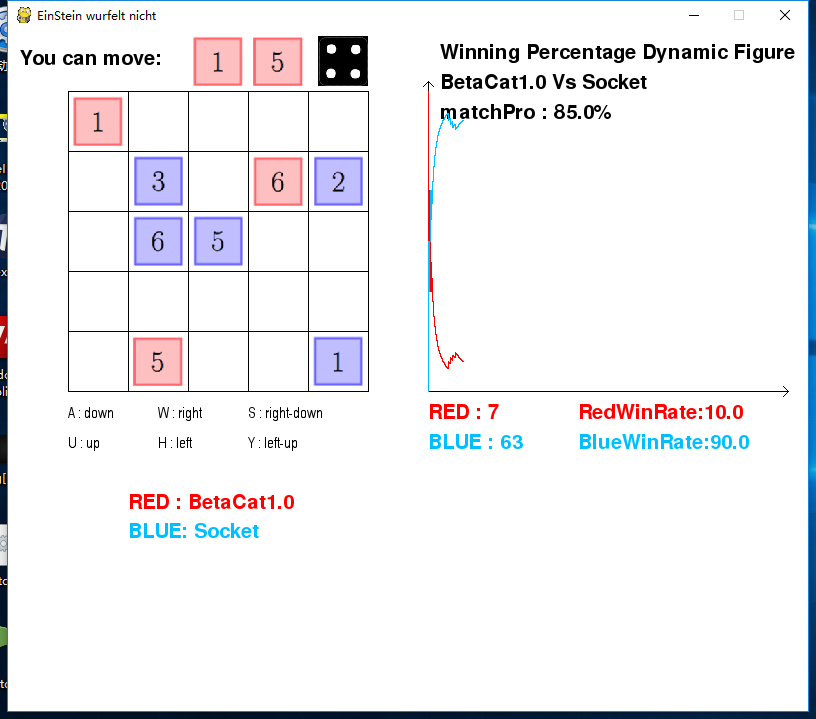 EinStein wurfelt nicht
You can move: 1 5
Winning Percentage Dynamic Figure
BetaCat1.0 Vs Socket
matchPro : 85.0%
1
3 6 2
6 5
5 1
A : down W : right S : right-down
U : up H : left Y : left-up
RED : 7 RedWinRate:10.0
BLUE : 63 BlueWinRate:90.0
RED : BetaCat1.0
BLUE: Socket